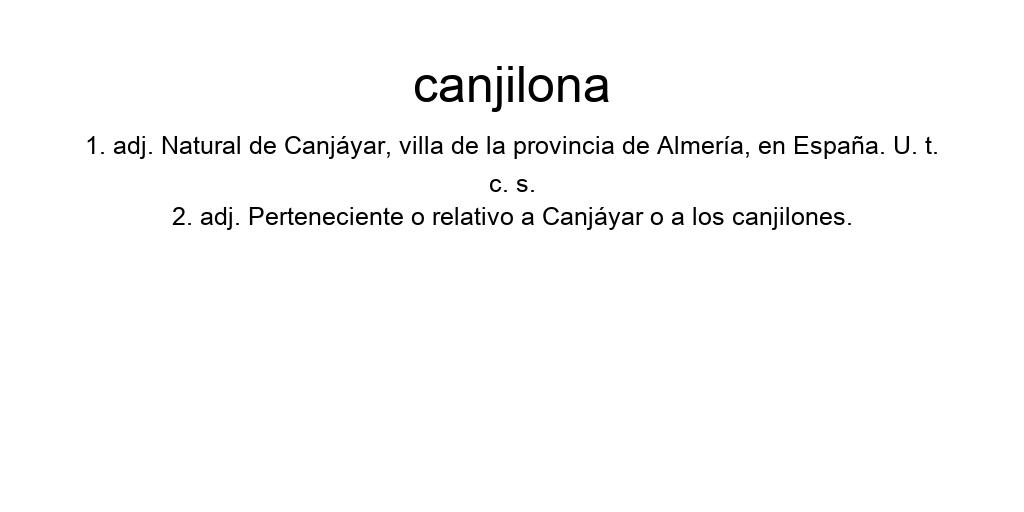 canjilona
1. adj. Natural de Canjáyar, villa de la provincia de Almería, en España. U. t.
c. s.
2. adj. Perteneciente o relativo a Canjáyar o a los canjilones.